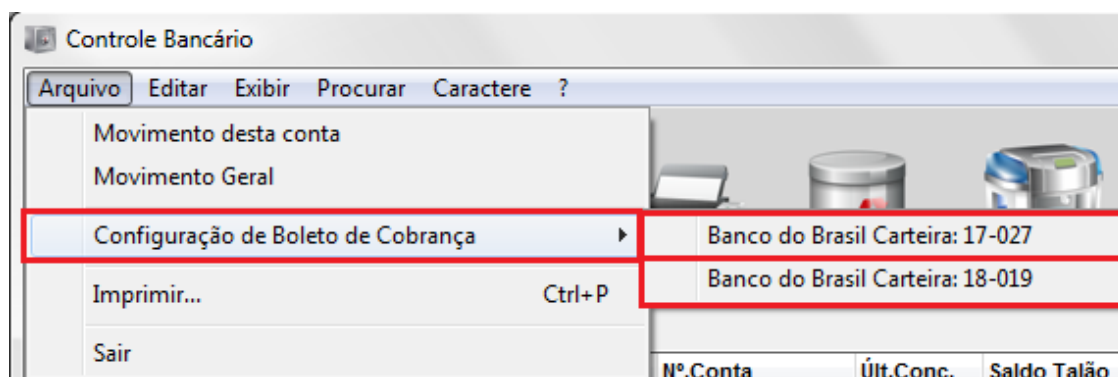 Controle Bancário
Arquivo Editar Exibir Procurar Caractere ?
Movimento desta conta
Movimento Geral
Configuração de Boleto de Cobrança
Banco do Brasil Carteira: 17-027
Banco do Brasil Carteira: 18-019
Imprimir... Ctrl+P
Sair
Nº.Conta Últ.Conc. Saldo Talão